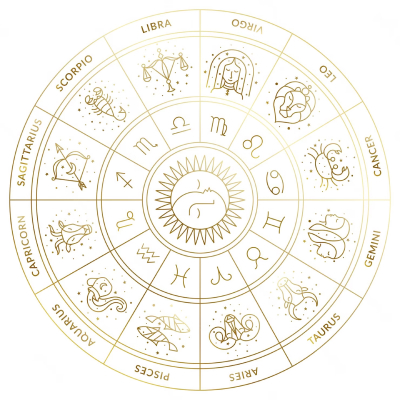 LIBRA
VIRGO
LEO
CANCER
GEMINI
TAURUS
ARIES
PISCES
AQUARIUS
CAPRICORN
SAGITTARIUS
SCORPIO